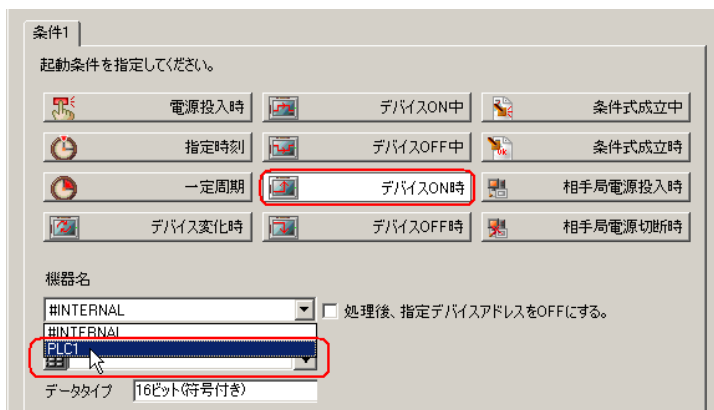 条件1
起動条件を指定してください。
電源投入時 デバイスON中 条件式成立中
指定時刻 デバイスOFF中 条件式成立時
一定周期 デバイスON時 相手局電源投入時
デバイス変化時 デバイスOFF時 相手局電源切断時
機器名
#INTERNAL 処理後、指定デバイスアドレスをOFFにする。
#INTERNAL
PLC1
データタイプ 16ビット(符号付き)